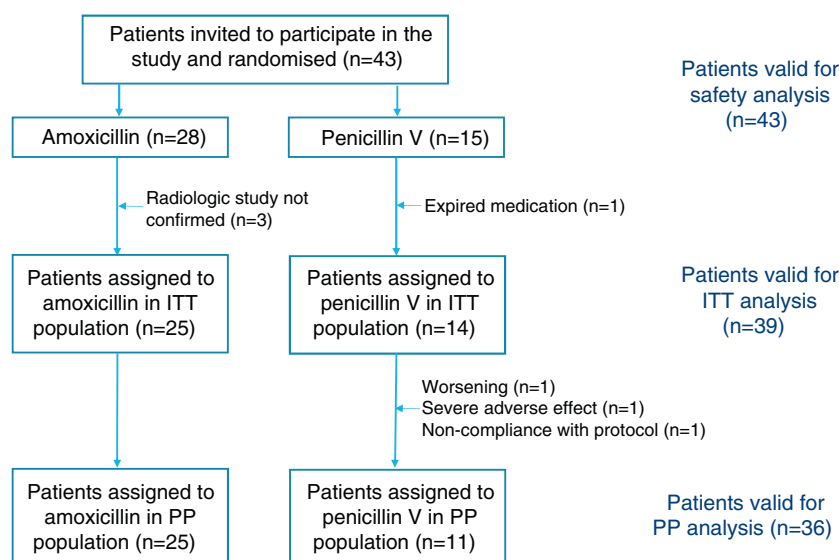 Patients invited to participate in the
study and randomised (n=43)
Patients valid for
safety analysis
(n=43)
Amoxicillin (n=28)
Penicillin V (n=15)
Radiologic study not
confirmed (n=3)
Expired medication (n=1)
Patients assigned to
amoxicillin in ITT
population (n=25)
Patients assigned to
penicillin V in ITT
population (n=14)
Patients valid for
ITT analysis
(n=39)
Worsening (n=1)
Severe adverse effect (n=1)
Non-compliance with protocol (n=1)
Patients assigned to
amoxicillin in PP
population (n=25)
Patients assigned to
penicillin V in PP
population (n=11)
Patients valid for
PP analysis (n=36)